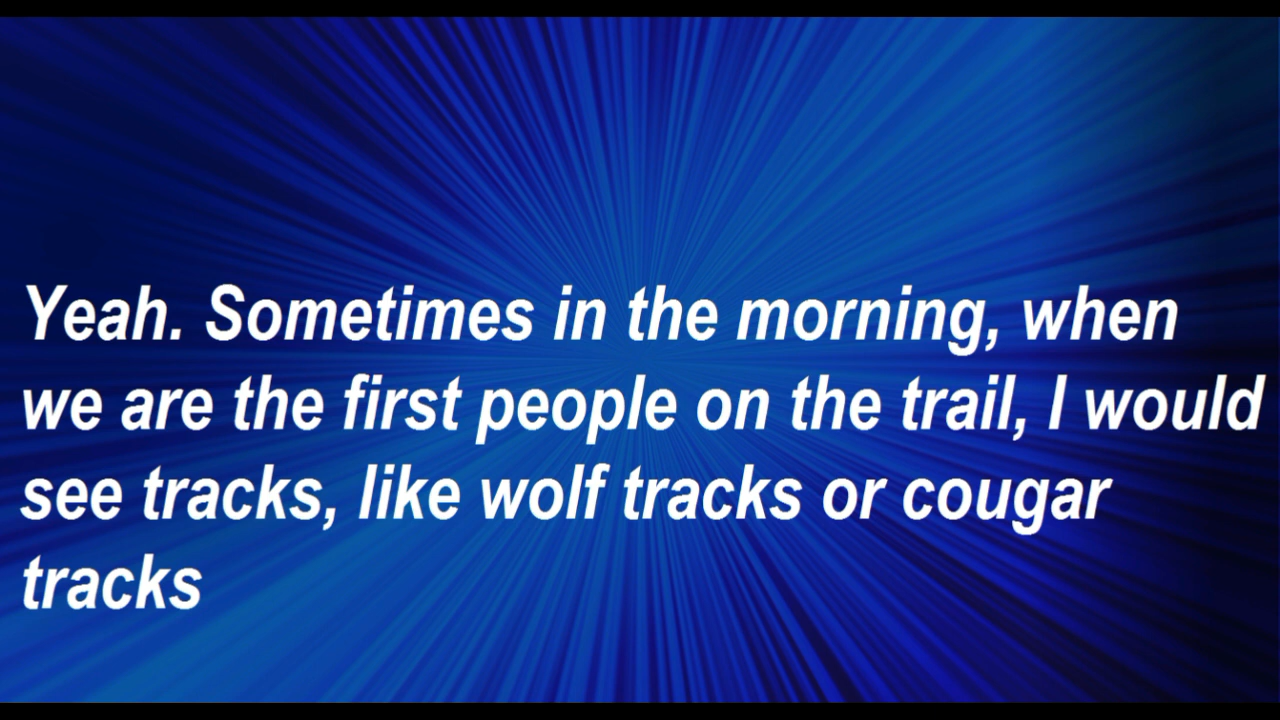 Yeah. Sometimes in the morning, when
we are the first people on the trail, I would
see tracks, like wolf tracks or cougar
tracks